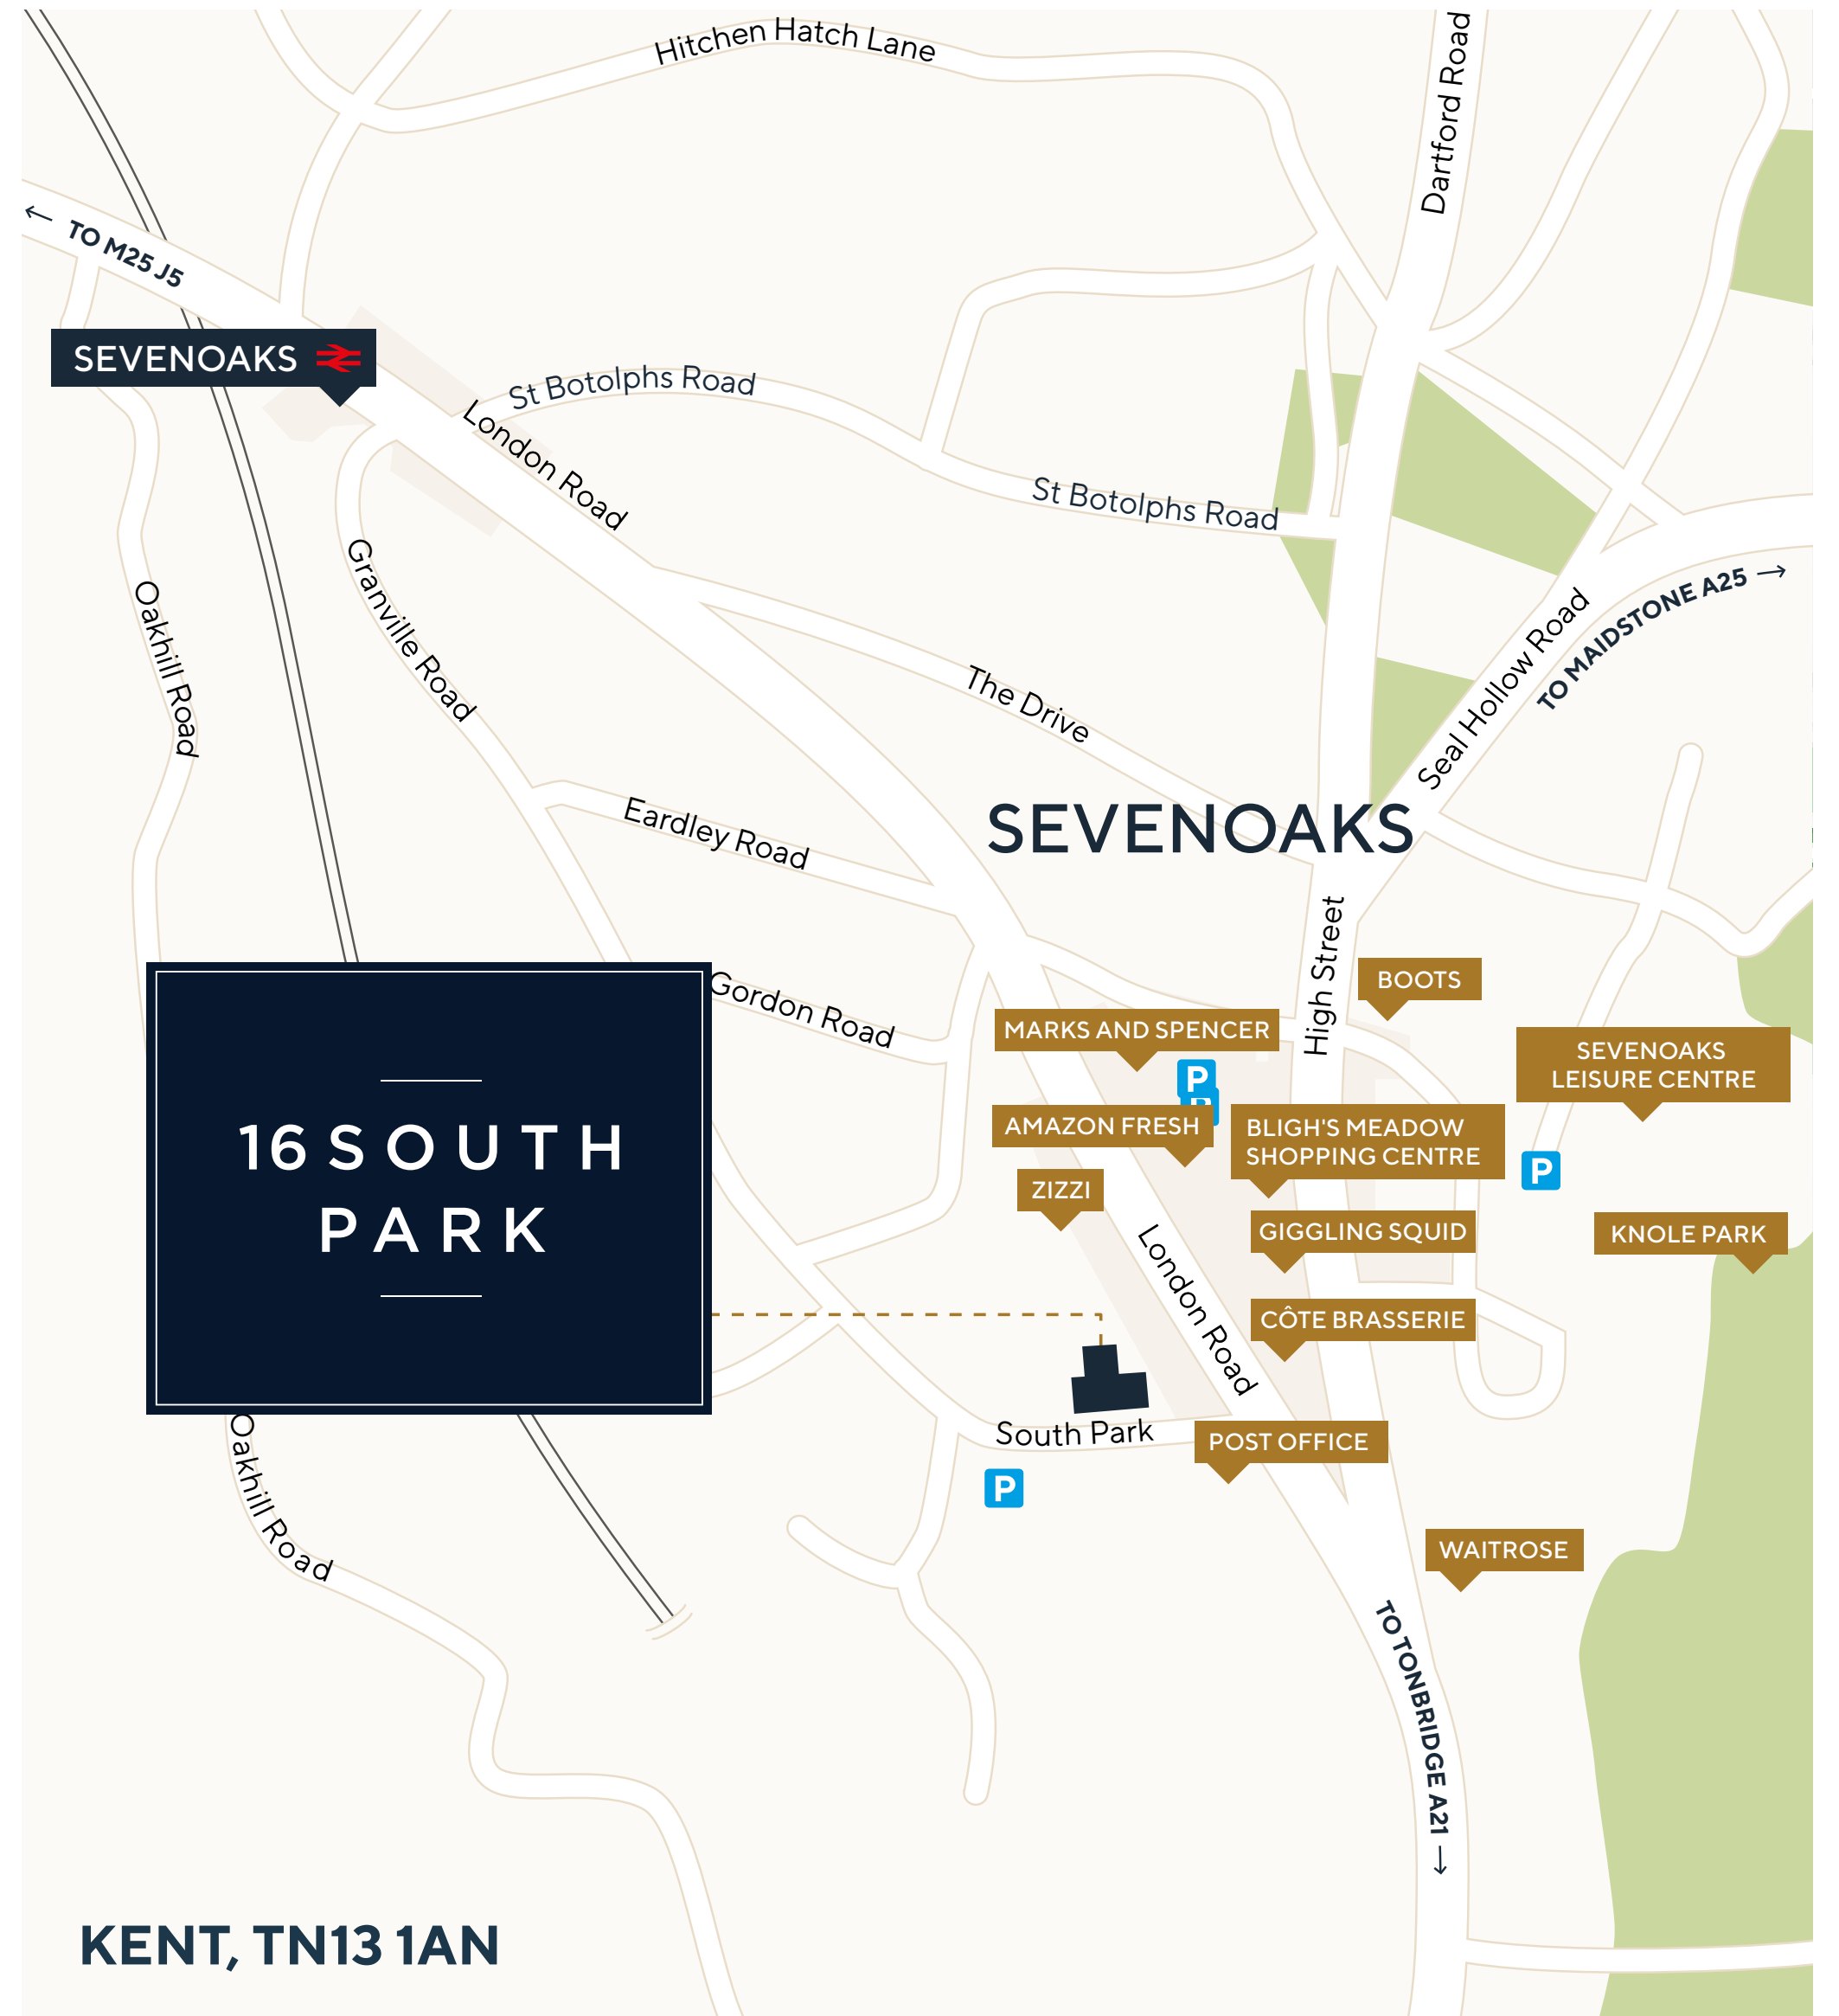 Hitchen Hatch Lane
Dartford Road
← TO M25 J5
SEVENOAKS
St Botolphs Road
London Road
St Botolphs Road
Granville Road
Oakhill Road
TO MAIDSTONE A25 →
The Drive
Seal Hollow Road
Eardley Road
SEVENOAKS
High Street
BOOTS
Gordon Road
MARKS AND SPENCER
SEVENOAKS
LEISURE CENTRE
P
P
AMAZON FRESH
BLIGH'S MEADOW
SHOPPING CENTRE
16 SOUTH
PARK
P
ZIZZI
GIGGLING SQUID
KNOLE PARK
London Road
CÔTE BRASSERIE
South Park
POST OFFICE
P
Oakhill Road
WAITROSE
TO TONBRIDGE A21 →
KENT, TN13 1AN